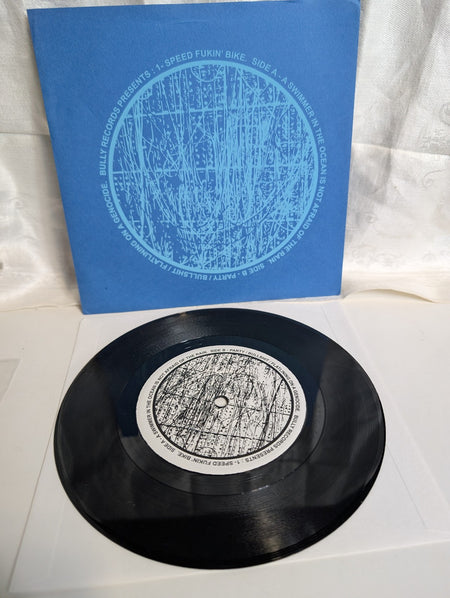 BULLY RECORDS PRESENTS : 1- SPEED FUKIN' BIKE. SIDE A - A SWIMMER IN THE OCEAN IS NOT AFRAID OF THE RAIN. SIDE B - PARTY / BULLSHIT / FLATLINING ON A GENOCIDE.
BULLY RECORDS PRESENTS : 1- SPEED FUKIN' BIKE. SIDE A - A SWIMMER IN THE OCEAN IS NOT AFRAID OF THE RAIN. SIDE B - PARTY / BULLSHIT / FLATLINING ON A GENOCIDE.